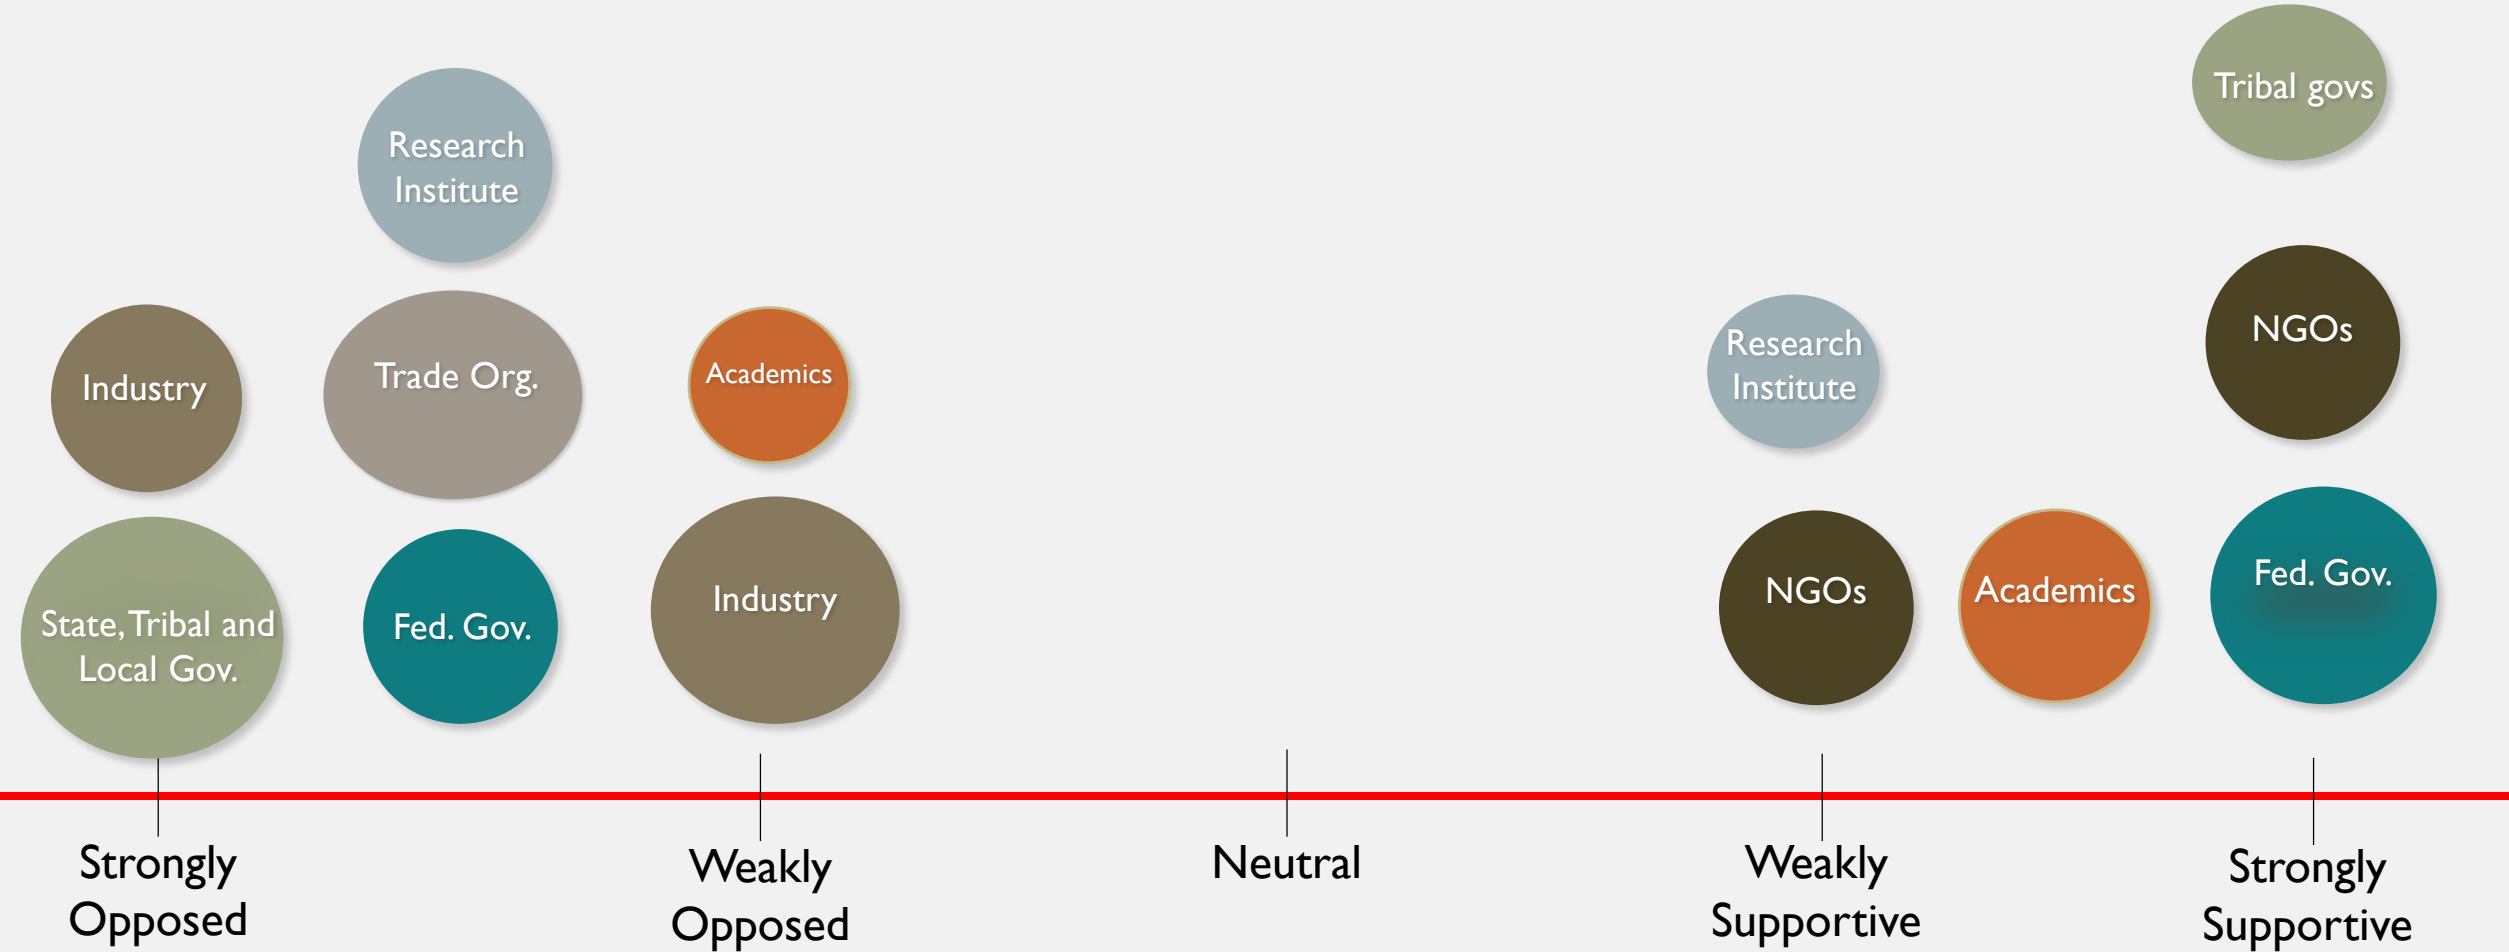 Tribal govs
Research
Institute
NGOs
Research
Institute
Industry
Trade Org.
Academics
State, Tribal and
Local Gov.
Fed. Gov.
Industry
NGOs
Academics
Fed. Gov.
Strongly
Opposed
Weakly
Opposed
Neutral
Weakly
Supportive
Strongly
Supportive